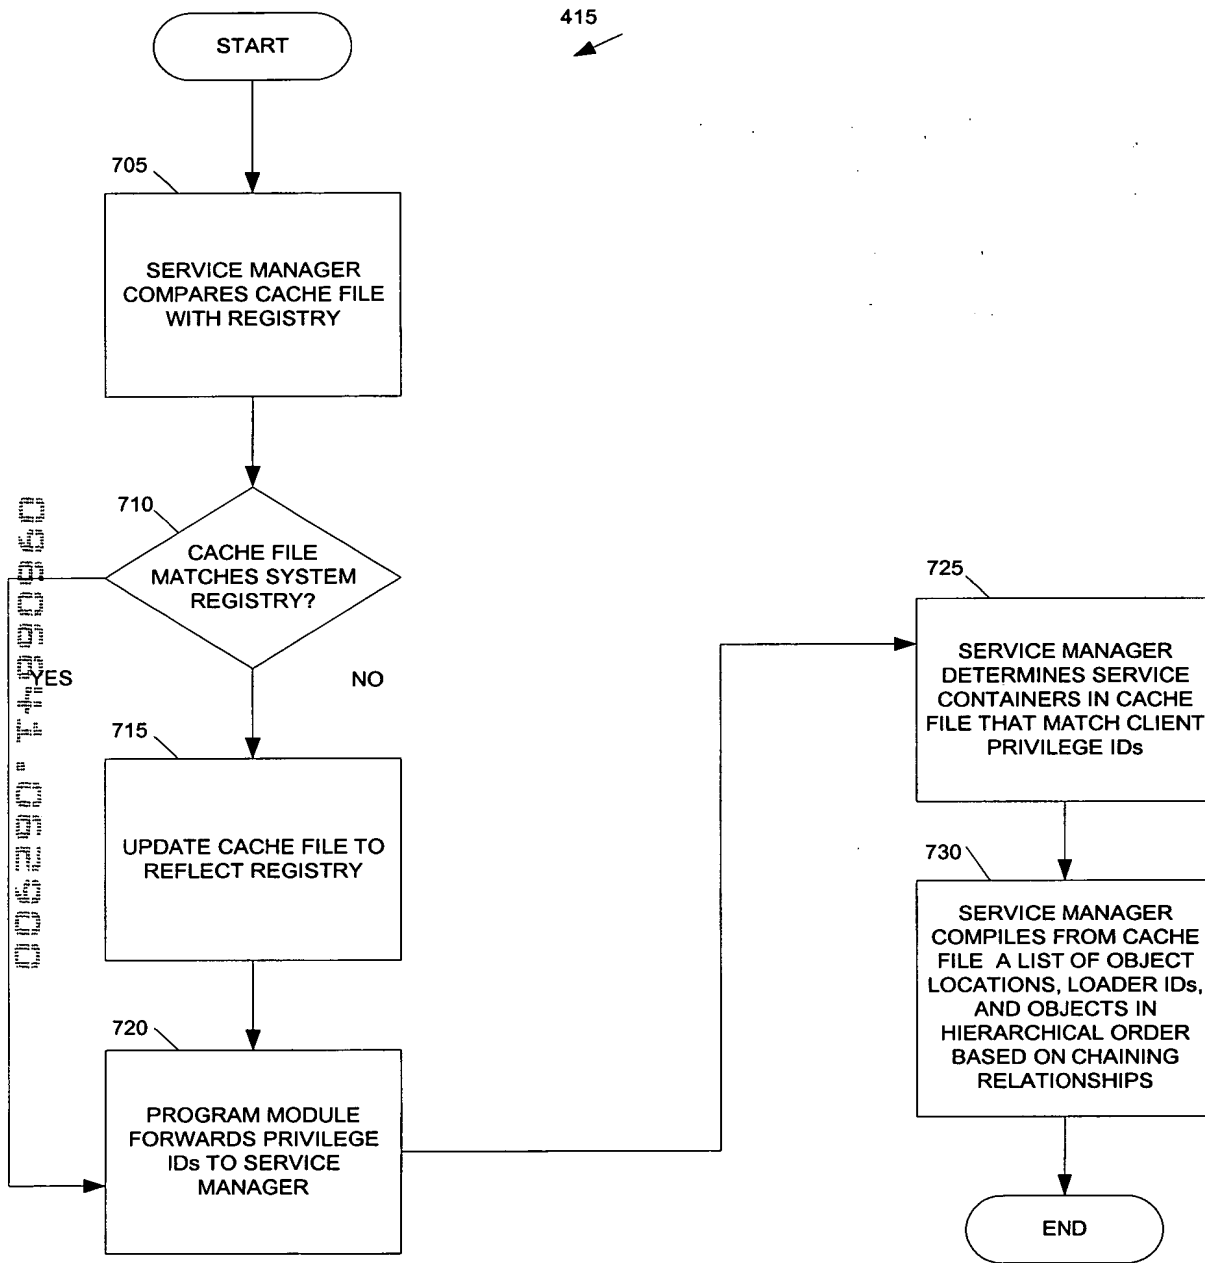 START
415
705
SERVICE MANAGER
COMPARES CACHE FILE
WITH REGISTRY
710
CACHE FILE
MATCHES SYSTEM
REGISTRY?
YES
NO
715
UPDATE CACHE FILE TO
REFLECT REGISTRY
720
PROGRAM MODULE
FORWARDS PRIVILEGE
IDs TO SERVICE
MANAGER
725
SERVICE MANAGER
DETERMINES SERVICE
CONTAINERS IN CACHE
FILE THAT MATCH CLIENT
PRIVILEGE IDs
730
SERVICE MANAGER
COMPILES FROM CACHE
FILE A LIST OF OBJECT
LOCATIONS, LOADER IDs,
AND OBJECTS IN
HIERARCHICAL ORDER
BASED ON CHAINING
RELATIONSHIPS
END